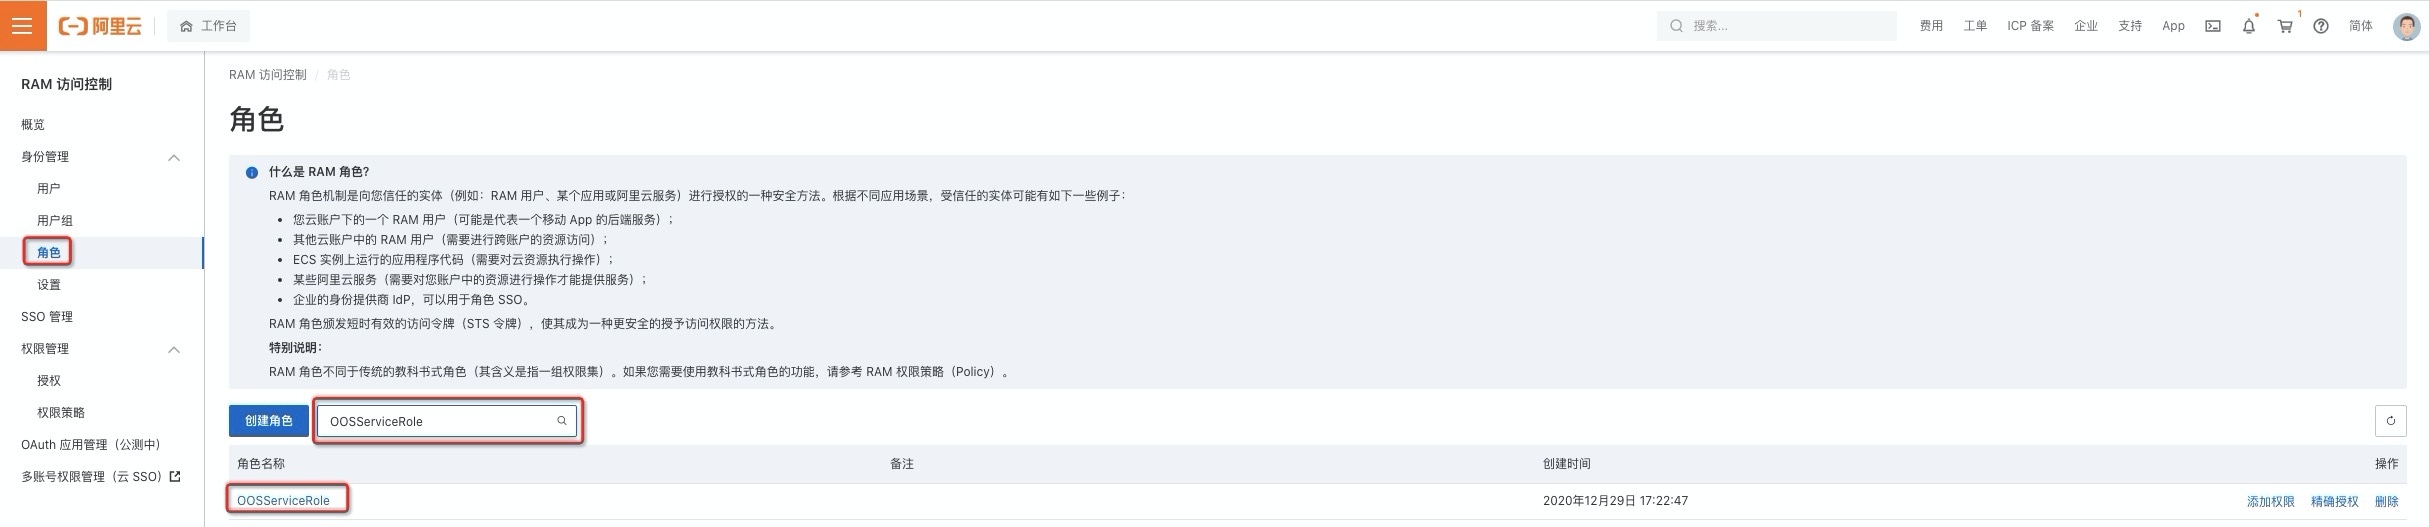 阿里云
工作台
搜索...
费用
工单
ICP 备案
企业
支持
App
1
简体
RAM 访问控制
概览
身份管理
用户
用户组
角色
设置
SSO 管理
权限管理
授权
权限策略
OAuth 应用管理（公测中）
多账号权限管理（云 SSO）
RAM 访问控制 / 角色
角色
什么是 RAM 角色?
RAM 角色机制是向您信任的实体（例如：RAM 用户、某个应用或阿里云服务）进行授权的一种安全方法。根据不同应用场景，受信任的实体可能有如下一些例子：
• 您云账户下的一个 RAM 用户（可能是代表一个移动 App 的后端服务）；
• 其他云账户中的 RAM 用户（需要进行跨账户的资源访问）；
• ECS 实例上运行的应用程序代码（需要对云资源执行操作）；
• 某些阿里云服务（需要对您账户中的资源进行操作才能提供服务）；
• 企业的身份提供商 IdP，可以用于角色 SSO。
RAM 角色颁发短时有效的访问令牌（STS 令牌），使其成为一种更安全的授予访问权限的方法。
特别说明：
RAM 角色不同于传统的教科书式角色（其含义是指一组权限集）。如果您需要使用教科书式角色的功能，请参考 RAM 权限策略（Policy）。
创建角色
OOSServiceRole
角色名称
备注
创建时间
操作
OOSServiceRole
2020年12月29日 17:22:47
添加权限
精确授权
删除